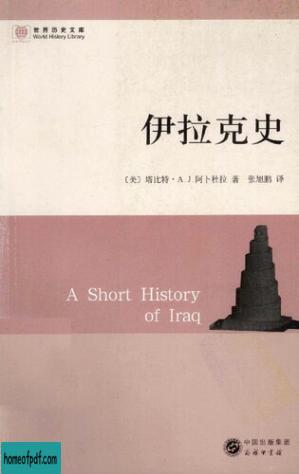 世界历史文库
World History Library
伊拉克史
〔美〕塔比特·A.J.阿卜杜拉 著 张旭鹏 译
A Short History
of Iraq
中国出版集团
商务印书馆
homeofpdf.com